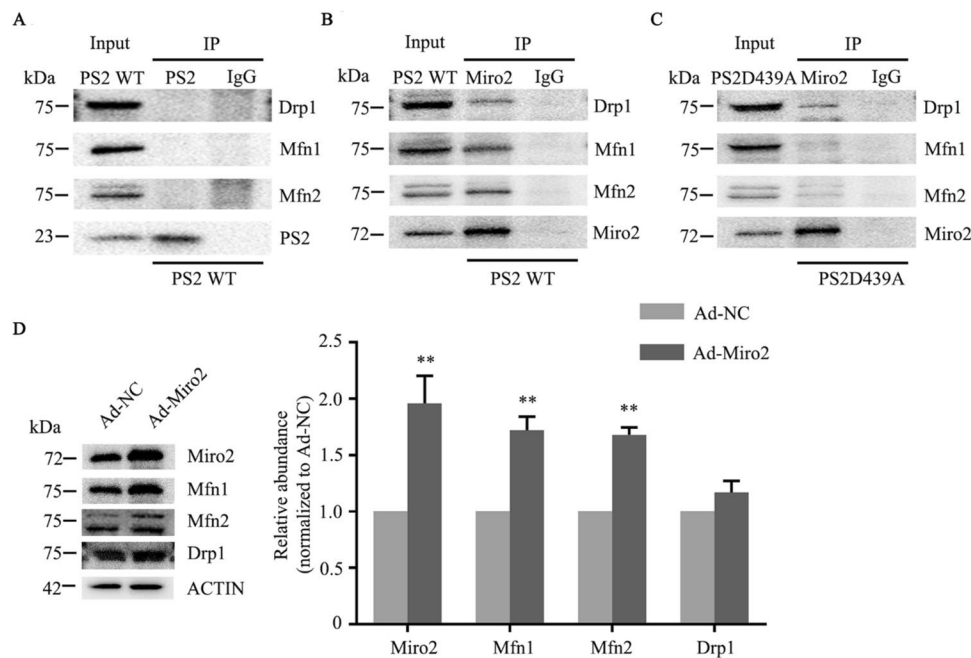 A
Input IP
kDa PS2 WT PS2 IgG
75 Drp1
75 Mfn1
75 Mfn2
23 PS2
PS2 WT
B
Input IP
kDa PS2 WT Miro2 IgG
75 Drp1
75 Mfn1
75 Mfn2
72 Miro2
PS2 WT
C
Input IP
kDa PS2D439A Miro2 IgG
75 Drp1
75 Mfn1
75 Mfn2
72 Miro2
PS2D439A
D
Ad-NC Ad-Miro2
kDa
72 Miro2
75 Mfn1
75 Mfn2
75 Drp1
42 ACTIN
Ad-NC
Ad-Miro2
Relative abundance
(normalized to Ad-NC)
2.5
2.0
1.5
1.0
0.5
0
** ** **
Miro2 Mfn1 Mfn2 Drp1